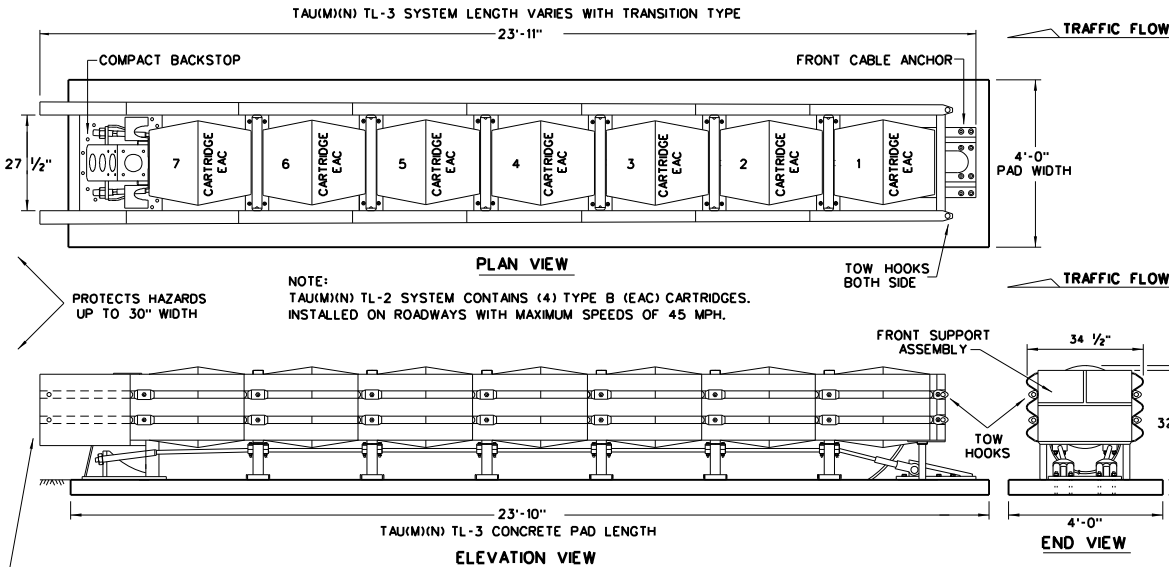 TAU(M)(N) TL-3 SYSTEM LENGTH VARIES WITH TRANSITION TYPE
23'-11"
TRAFFIC FLOW
COMPACT BACKSTOP
FRONT CABLE ANCHOR
27 ½"
7
CARTRIDGE
EAC
6
CARTRIDGE
EAC
5
CARTRIDGE
EAC
4
CARTRIDGE
EAC
3
CARTRIDGE
EAC
2
CARTRIDGE
EAC
1
CARTRIDGE
EAC
4'-0"
PAD WIDTH
PLAN VIEW
TOW HOOKS
BOTH SIDE
TRAFFIC FLOW
PROTECTS HAZARDS
UP TO 30" WIDTH
NOTE:
TAU(M)(N) TL-2 SYSTEM CONTAINS (4) TYPE B (EAC) CARTRIDGES.
INSTALLED ON ROADWAYS WITH MAXIMUM SPEEDS OF 45 MPH.
FRONT SUPPORT
ASSEMBLY
34 ½"
32
TOW
HOOKS
23'-10"
TAU(M)(N) TL-3 CONCRETE PAD LENGTH
ELEVATION VIEW
4'-0"
END VIEW